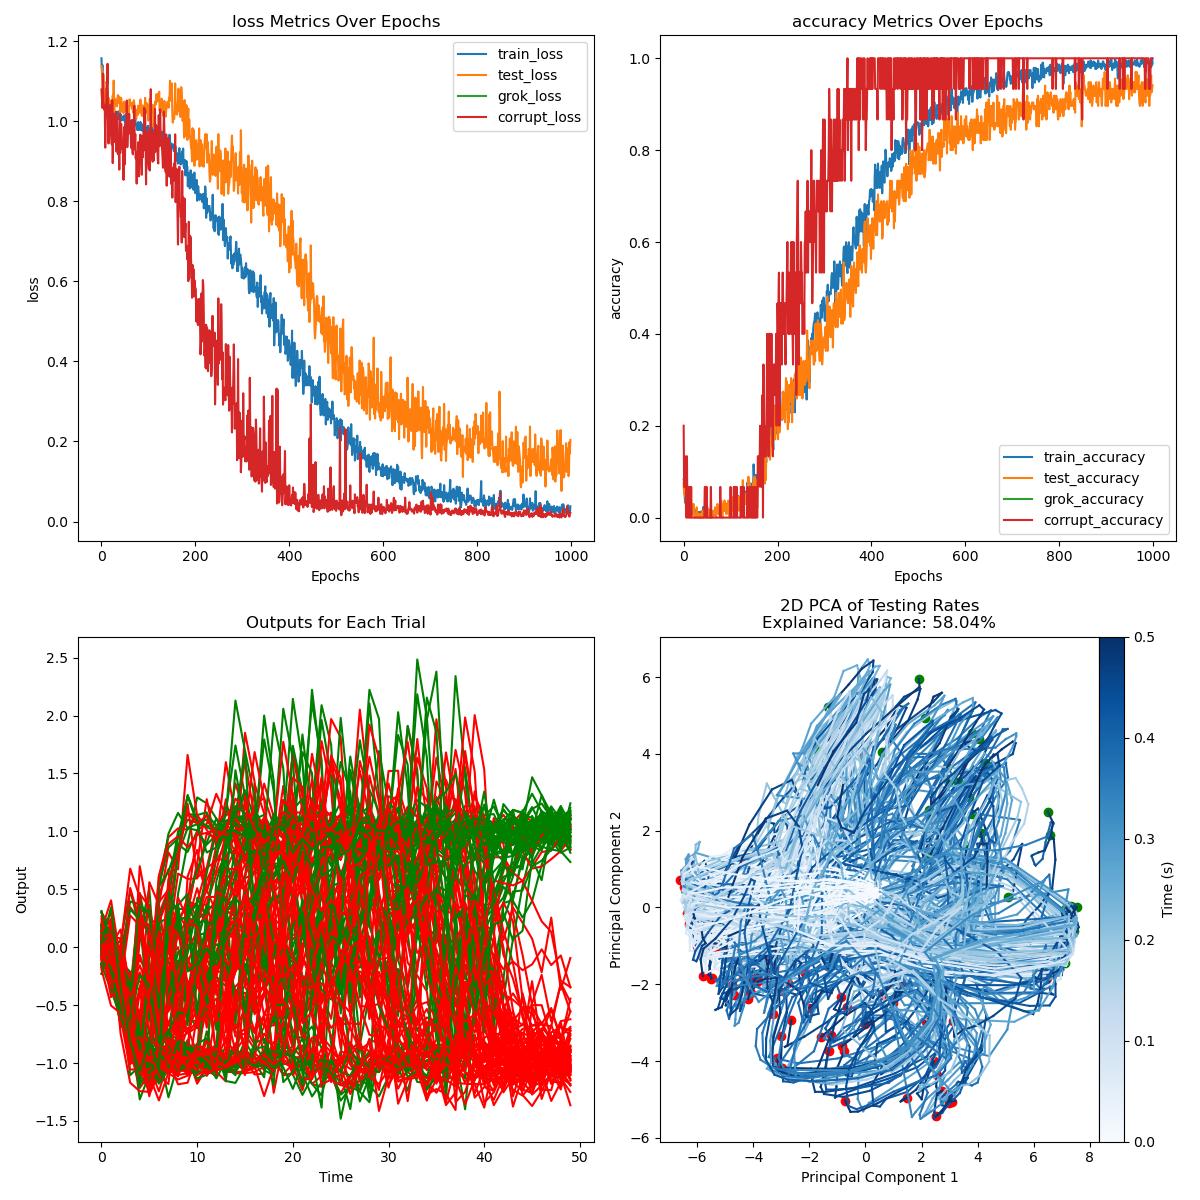 loss Metrics Over Epochs
1.2
1.0
0.8
0.6
0.4
0.2
0.0
loss
0 200 400 600 800 1000
Epochs
train_loss
test_loss
grok_loss
corrupt_loss
accuracy Metrics Over Epochs
1.0
0.8
0.6
0.4
0.2
0.0
accuracy
0 200 400 600 800 1000
Epochs
train_accuracy
test_accuracy
grok_accuracy
corrupt_accuracy
Outputs for Each Trial
2.5
2.0
1.5
1.0
0.5
0.0
−0.5
−1.0
−1.5
Output
0 10 20 30 40 50
Time
2D PCA of Testing Rates
Explained Variance: 58.04%
6
4
2
0
−2
−4
−6
Principal Component 2
−6 −4 −2 0 2 4 6 8
Principal Component 1
0.5
0.4
0.3
0.2
0.1
0.0
Time (s)